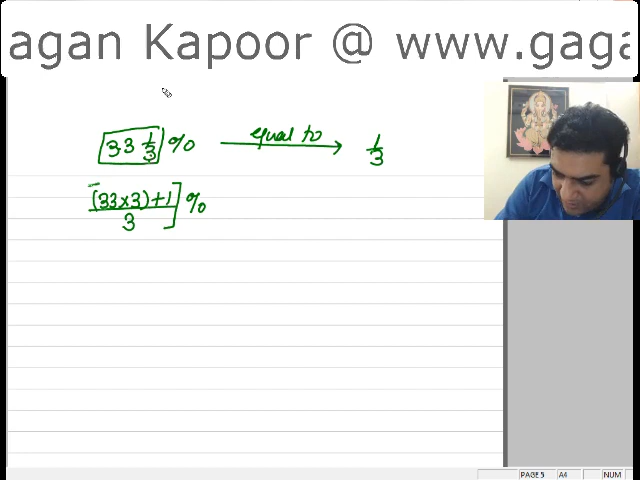 agan Kapoor @ www.gaga
33 1/3 % equal to 1/3
[(33×3)+1 / 3] %
PAGE 5 A4 NUM